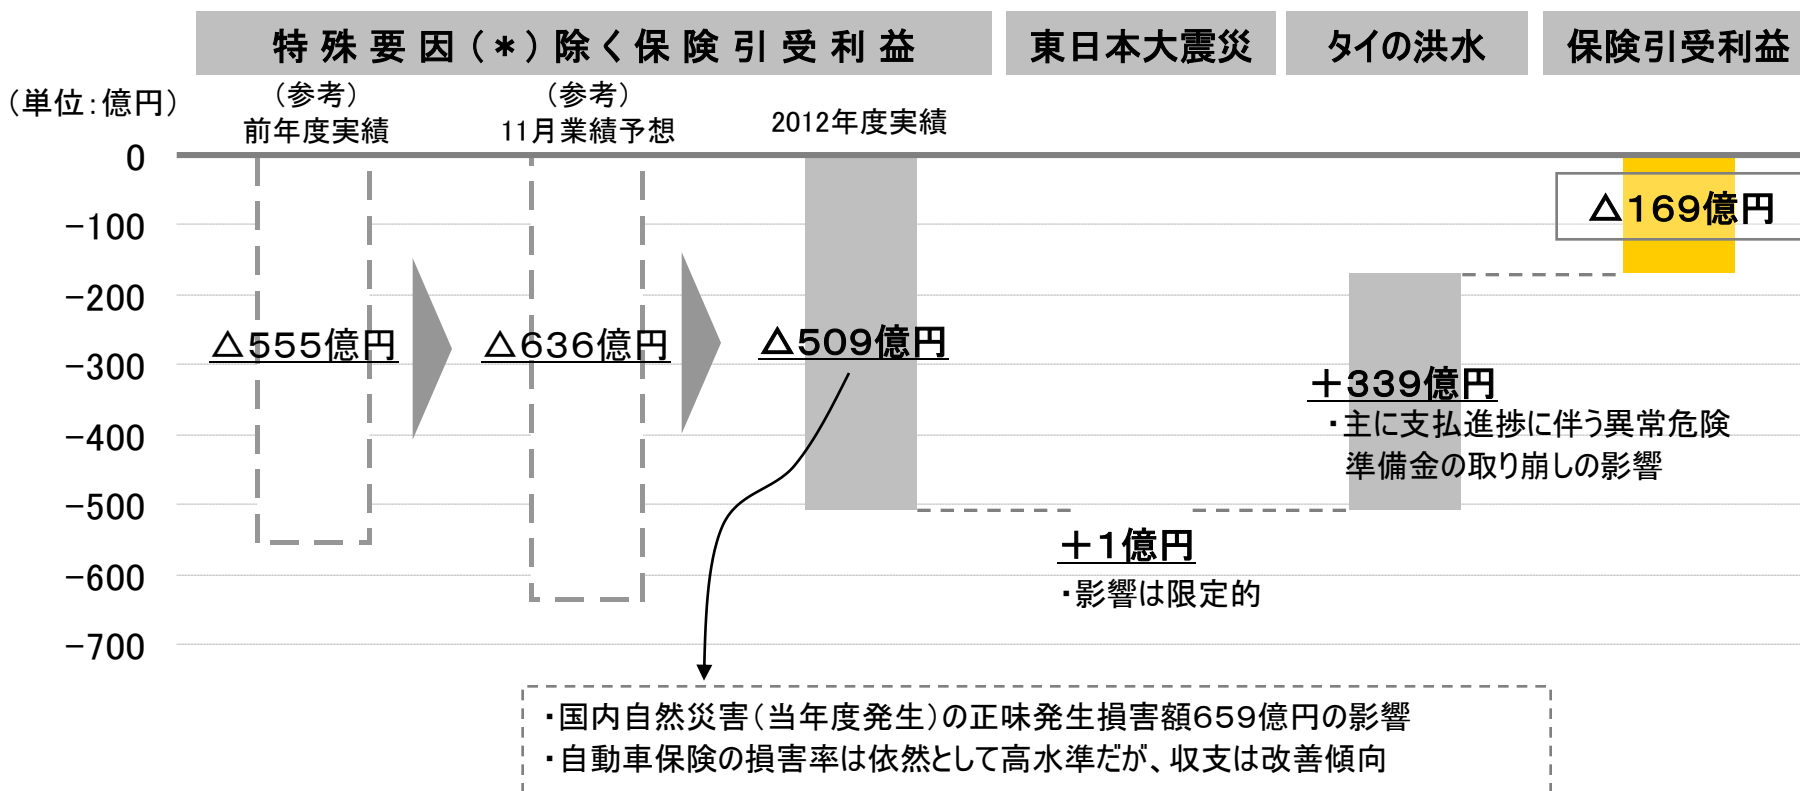 特殊要因(*)除く保険引受利益
東日本大震災
タイの洪水
保険引受利益
(単位:億円)
(参考)
前年度実績
(参考)
11月業績予想
2012年度実績
0
-100
-200
-300
-400
-500
-600
-700
△555億円
△636億円
△509億円
+1億円
・影響は限定的
+339億円
・主に支払進捗に伴う異常危険
準備金の取り崩しの影響
△169億円
・国内自然災害(当年度発生)の正味発生損害額659億円の影響
・自動車保険の損害率は依然として高水準だが、収支は改善傾向